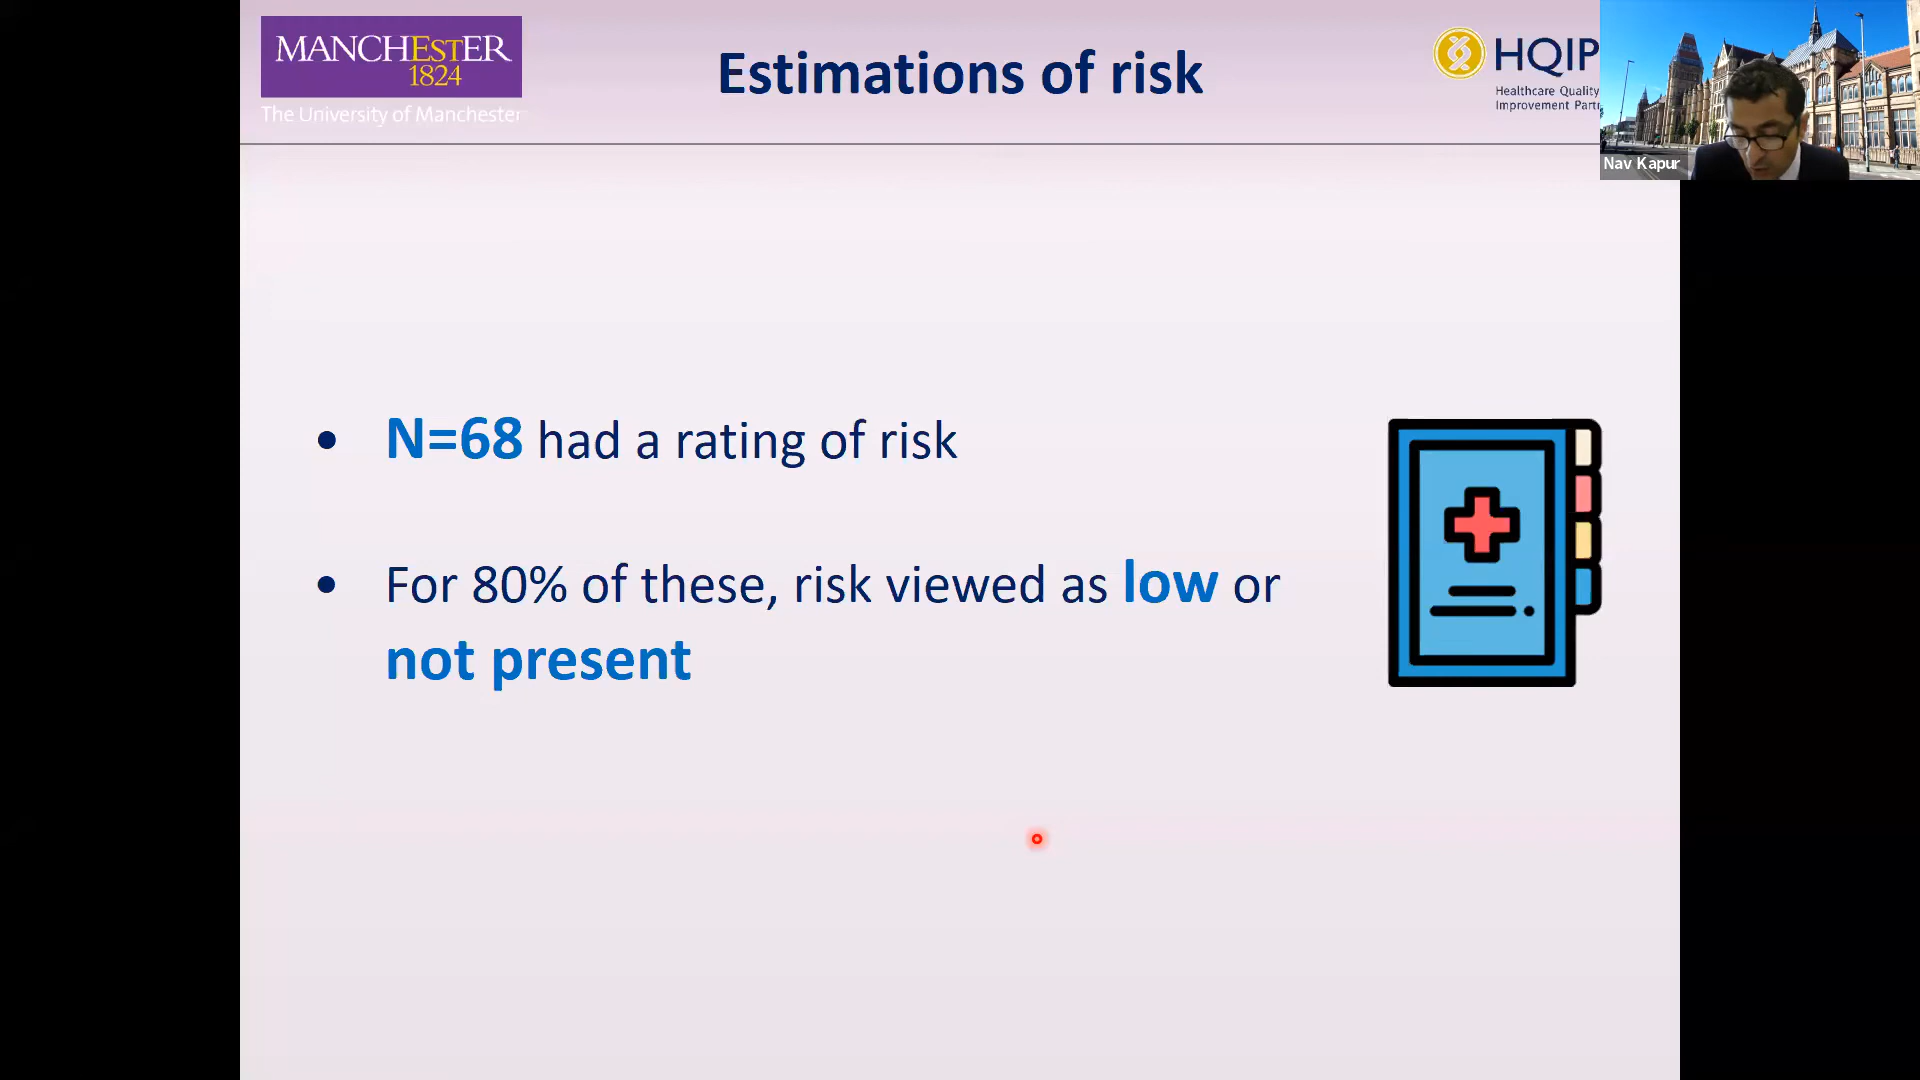 MANCHESTER
1824
The University of Manchester
Estimations of risk
HQIP
Healthcare Quality
Improvement Part
Nav Kapur
• N=68 had a rating of risk
• For 80% of these, risk viewed as low or
not present